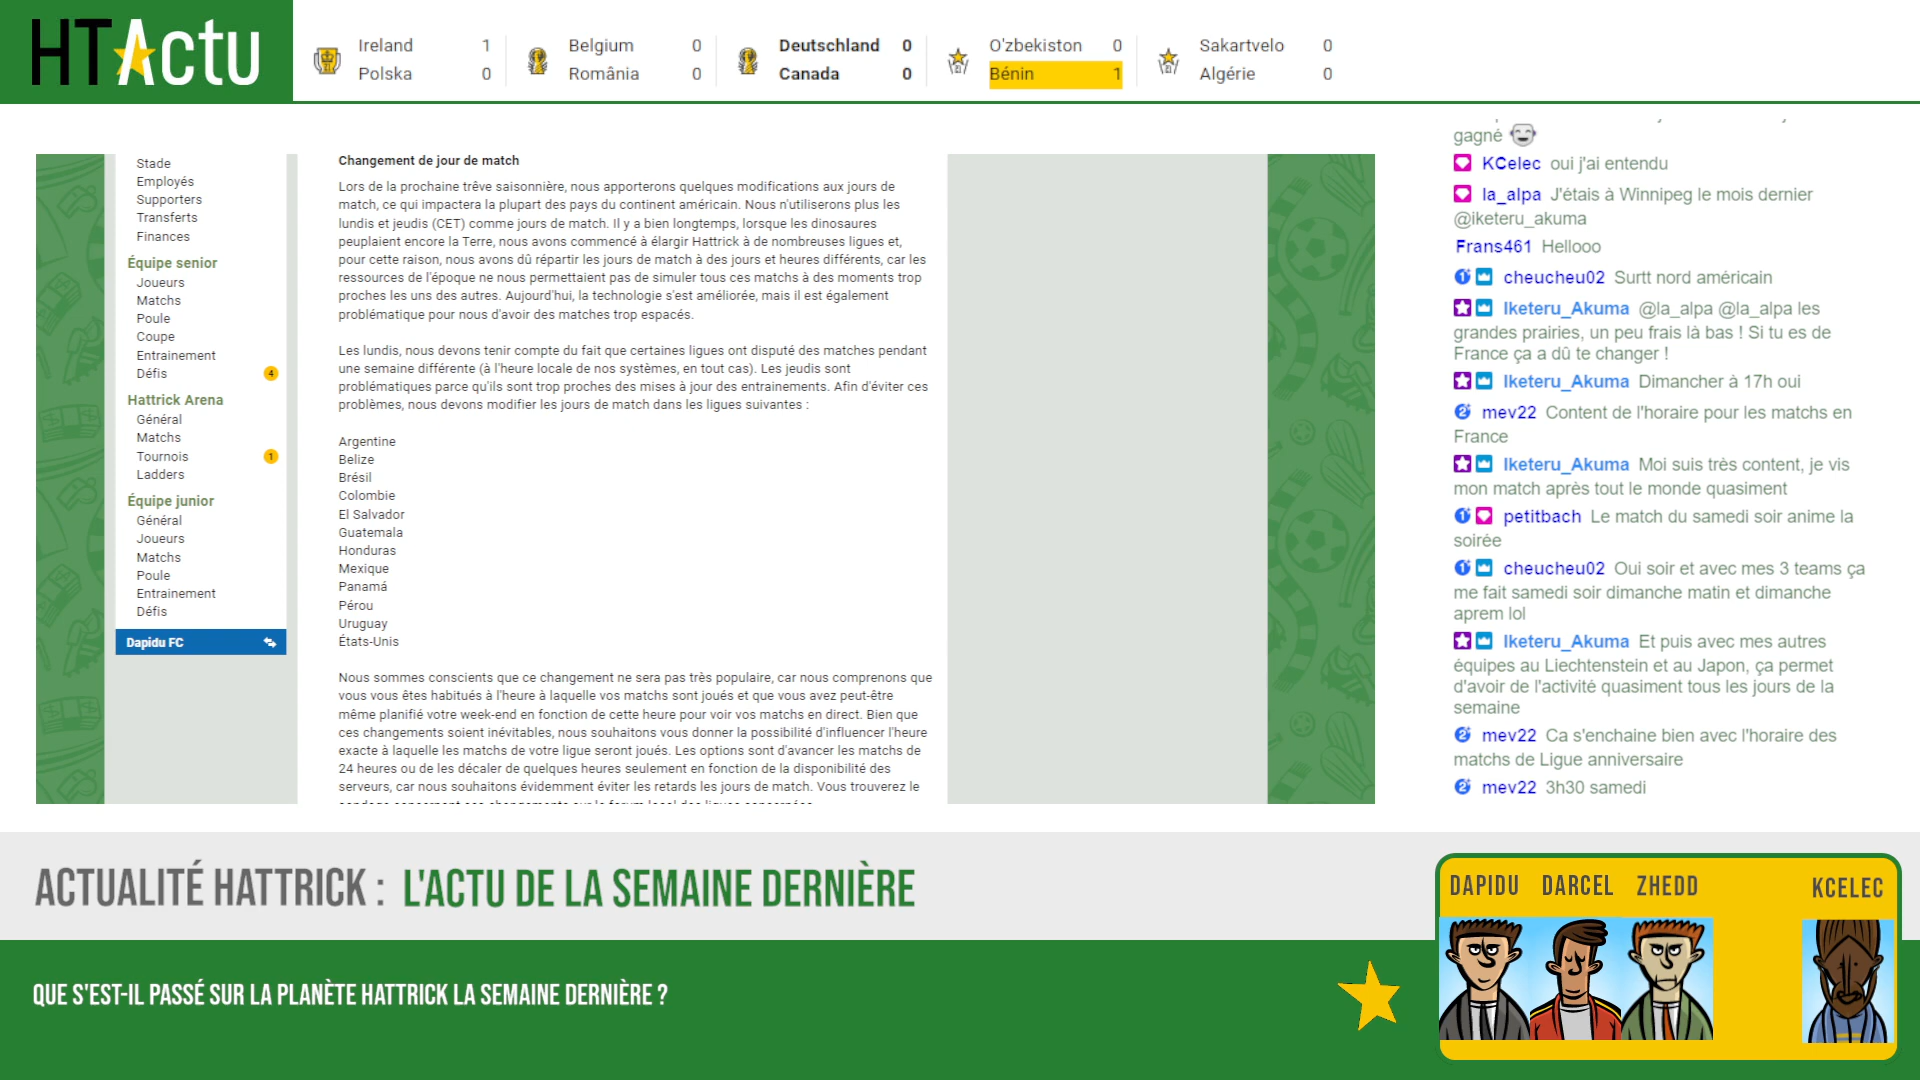 HTActu
Ireland 1
Polska 0
Belgium 0
România 0
Deutschland 0
Canada 0
O'zbekiston 0
Bénin 1
Sakartvelo 0
Algérie 0
Stade
Employés
Supporters
Transferts
Finances
Équipe senior
Joueurs
Matchs
Poule
Coupe
Entrainement
Défis 4
Hattrick Arena
Général
Matchs
Tournois 1
Ladders
Équipe junior
Général
Joueurs
Matchs
Poule
Entrainement
Défis
Dapidu FC
Changement de jour de match
Lors de la prochaine trêve saisonnière, nous apporterons quelques modifications aux jours de
match, ce qui impactera la plupart des pays du continent américain. Nous n'utiliserons plus les
lundis et jeudis (CET) comme jours de match. Il y a bien longtemps, lorsque les dinosaures
peuplaient encore la Terre, nous avons commencé à élargir Hattrick à de nombreuses ligues et,
pour cette raison, nous avons dû répartir les jours de match à des jours et heures différents, car les
ressources de l'époque ne nous permettaient pas de simuler tous ces matchs à des moments trop
proches les uns des autres. Aujourd'hui, la technologie s'est améliorée, mais il est également
problématique pour nous d'avoir des matches trop espacés.
Les lundis, nous devons tenir compte du fait que certaines ligues ont disputé des matches pendant
une semaine différente (à l'heure locale de nos systèmes, en tout cas). Les jeudis sont
problématiques parce qu'ils sont trop proches des mises à jour des entrainements. Afin d'éviter ces
problèmes, nous devons modifier les jours de match dans les ligues suivantes :
Argentine
Belize
Brésil
Colombie
El Salvador
Guatemala
Honduras
Mexique
Panamá
Pérou
Uruguay
États-Unis
Nous sommes conscients que ce changement ne sera pas très populaire, car nous comprenons que
vous vous êtes habitués à l'heure à laquelle vos matchs sont joués et que vous avez peut-être
même planifié votre week-end en fonction de cette heure pour voir vos matchs en direct. Bien que
ces changements soient inévitables, nous souhaitons vous donner la possibilité d'influencer l'heure
exacte à laquelle les matchs de votre ligue seront joués. Les options sont d'avancer les matchs de
24 heures ou de les décaler de quelques heures seulement en fonction de la disponibilité des
serveurs, car nous souhaitons évidemment éviter les retards les jours de match. Vous trouverez le
gagné
KCelec oui j'ai entendu
la_alpa J'étais à Winnipeg le mois dernier
@iketeru_akuma
Frans461 Hellooo
cheucheu02 Surtt nord américain
Iketeru_Akuma @la_alpa @la_alpa les
grandes prairies, un peu frais là bas ! Si tu es de
France ça a dû te changer !
Iketeru_Akuma Dimancher à 17h oui
mev22 Content de l'horaire pour les matchs en
France
Iketeru_Akuma Moi suis très content, je vis
mon match après tout le monde quasiment
petitbach Le match du samedi soir anime la
soirée
cheucheu02 Oui soir et avec mes 3 teams ça
me fait samedi soir dimanche matin et dimanche
aprem lol
Iketeru_Akuma Et puis avec mes autres
équipes au Liechtenstein et au Japon, ça permet
d'avoir de l'activité quasiment tous les jours de la
semaine
mev22 Ca s'enchaine bien avec l'horaire des
matchs de Ligue anniversaire
mev22 3h30 samedi
ACTUALITÉ HATTRICK : L'ACTU DE LA SEMAINE DERNIÈRE
QUE S'EST-IL PASSÉ SUR LA PLANÈTE HATTRICK LA SEMAINE DERNIÈRE ?
DAPIDU DARCEL ZHEDD KCELEC